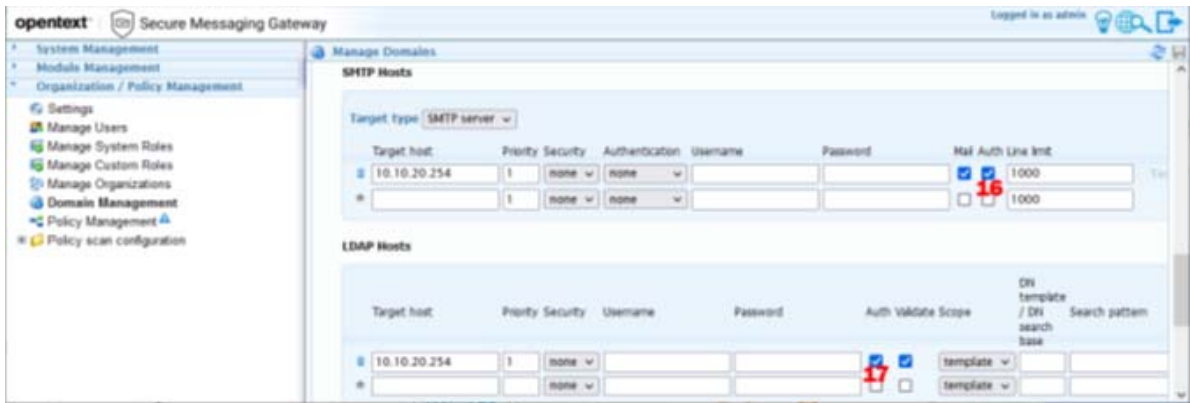 opentext Secure Messaging Gateway
Logged in as admin
System Management
Module Management
Organization / Policy Management
Settings
Manage Users
Manage System Roles
Manage Custom Roles
Manage Organizations
Domain Management
Policy Management
Policy scan configuration
Manage Domains
SMTP Hosts
Target type SMTP server
Target host Priority Security Authentication Username Password Mail Auth Line limit
10.10.20.254 1 none none 1000
16
1 none none 1000
LDAP Hosts
Target host Priority Security Username Password Auth Validate Scope DN template / DN search base Search pattern
10.10.20.254 1 none template
17
1 none template